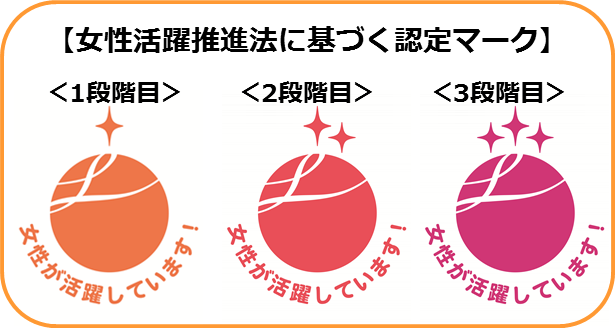 【女性活躍推進法に基づく認定マーク】
＜1段階目＞
＜2段階目＞
＜3段階目＞
女性が活躍しています！
女性が活躍しています！
女性が活躍しています！